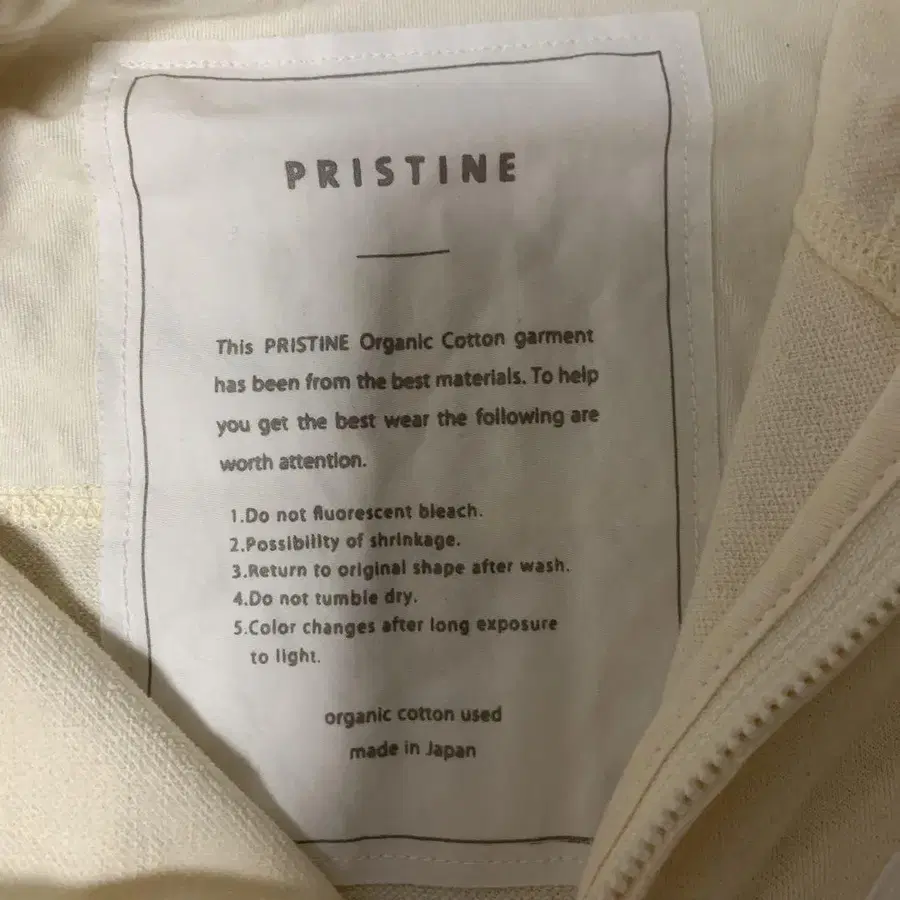 PRISTINE
This PRISTINE Organic Cotton garment
has been from the best materials. To help
you get the best wear the following are
worth attention.
1.Do not fluorescent bleach.
2.Possibility of shrinkage.
3.Return to original shape after wash.
4.Do not tumble dry.
5.Color changes after long exposure
to light.
organic cotton used
made in Japan